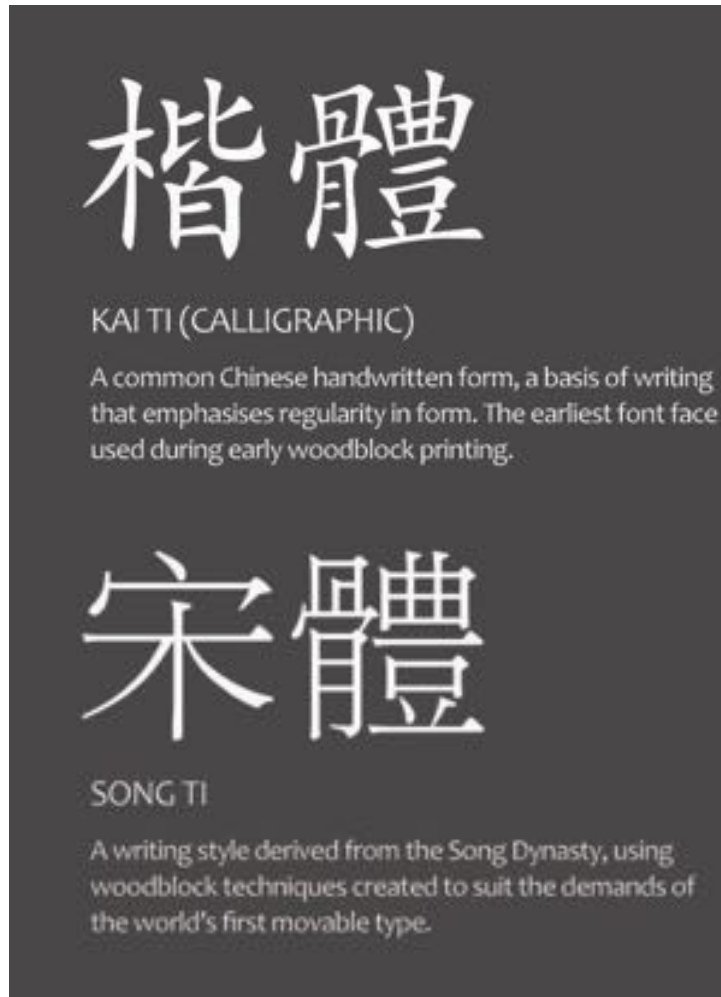 楷體
KAI TI (CALLIGRAPHIC)
A common Chinese handwritten form, a basis of writing
that emphasises regularity in form. The earliest font face
used during early woodblock printing.
宋體
SONG TI
A writing style derived from the Song Dynasty, using
woodblock techniques created to suit the demands of
the world's first movable type.